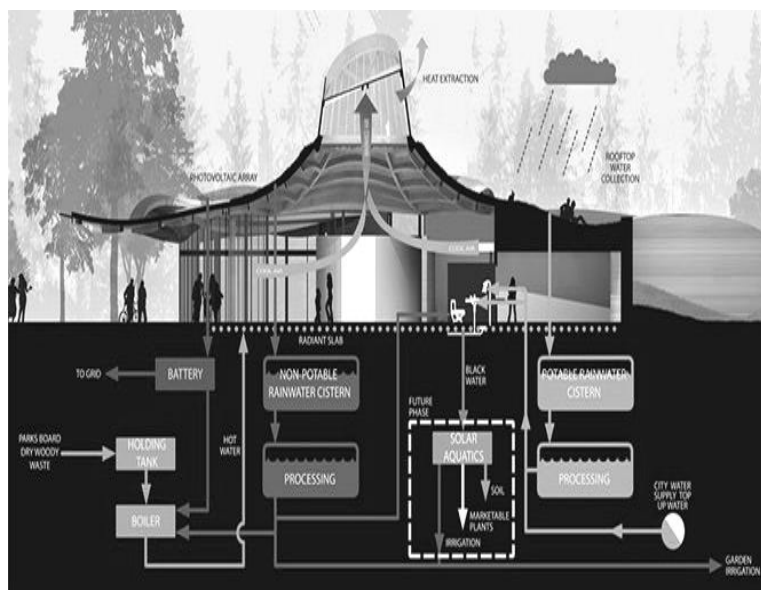 HEAT EXTRACTION
ROOFTOP
WATER
COLLECTION
PHOTOVOLTAIC ARRAY
COOL AIR
COOL AIR
RADIANT SLAB
TO GRID
BATTERY
NON-POTABLE
RAINWATER CISTERN
BLACK
WATER
POTABLE RAINWATER
CISTERN
FUTURE
PHASE
PARKS BOARD
DRY WOODY
WASTE
HOLDING
TANK
HOT
WATER
SOLAR
AQUATICS
PROCESSING
PROCESSING
SOIL
CITY WATER
SUPPLY TOP
UP WATER
BOILER
MARKETABLE
PLANTS
IRRIGATION
GARDEN
IRRIGATION